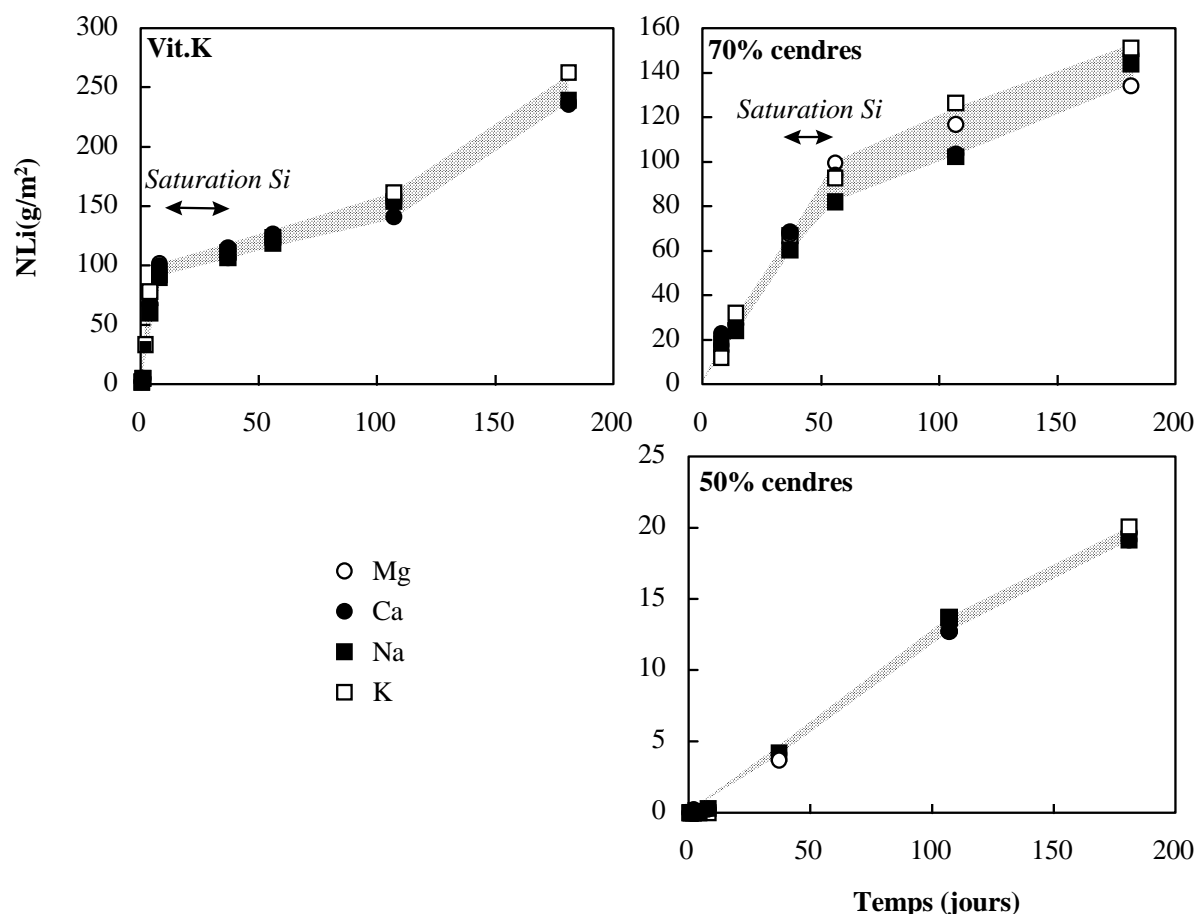 Vit.K
300
250
200
150
100
50
0
Saturation Si
0 50 100 150 200
NLi(g/m²)
70% cendres
160
140
120
100
80
60
40
20
0
Saturation Si
0 50 100 150 200
50% cendres
25
20
15
10
5
0
0 50 100 150 200
Temps (jours)
Mg
Ca
Na
K